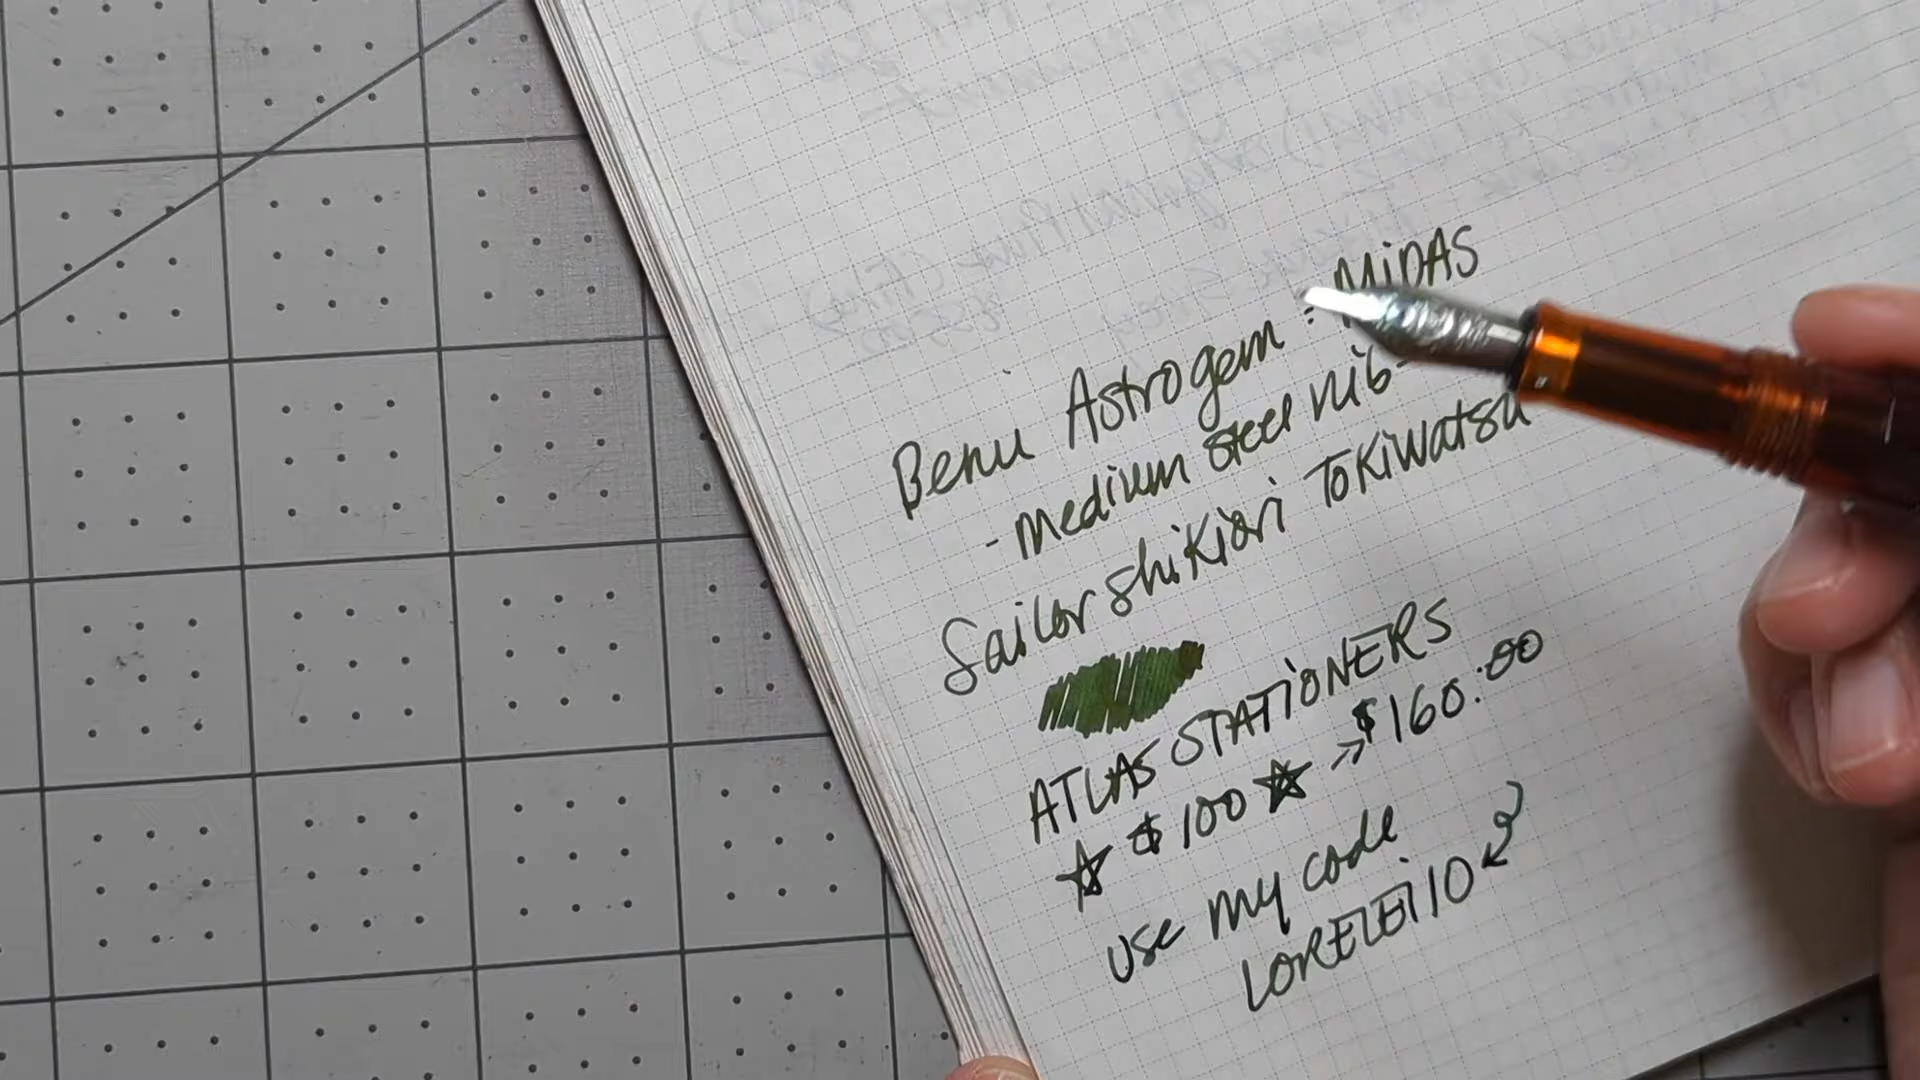 Benu Astrogem : MiDAS
- Medium steel nib -
Sailor Shikiori Tokiwatsu
ATLAS STATiONERS
☆ $100 ☆ >> $160.00
use my code
LORELEi10